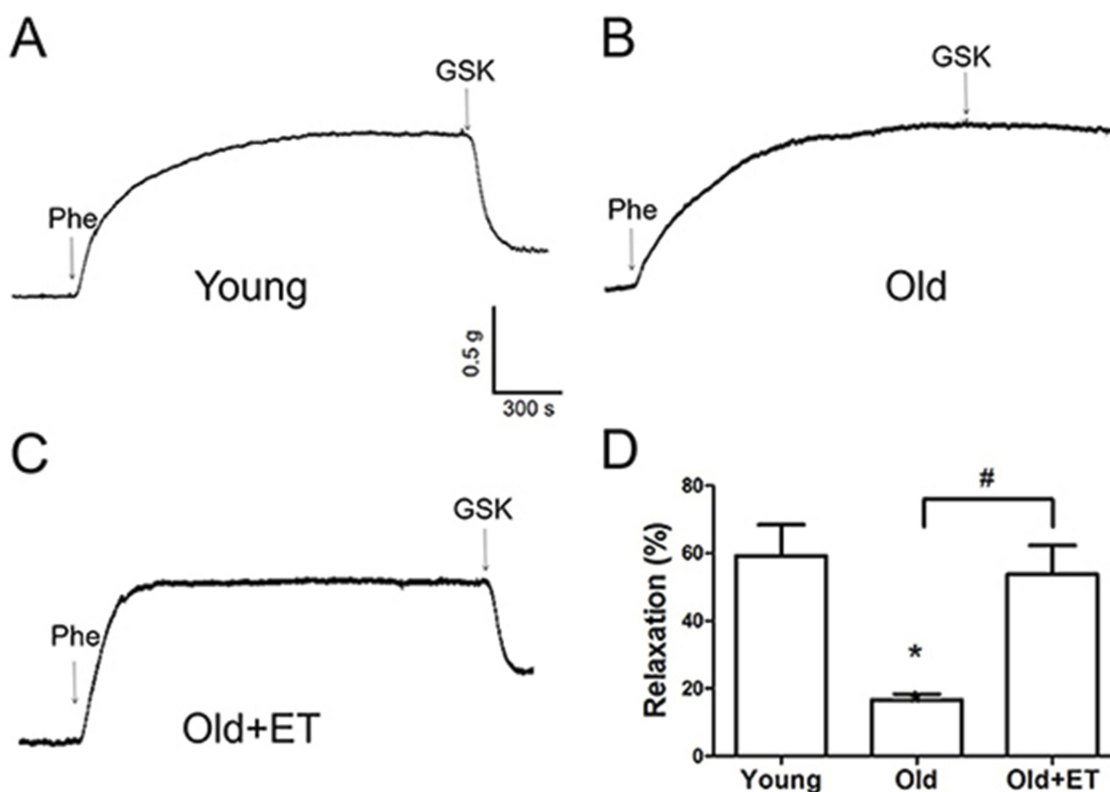 A
GSK
Phe
Young
0.5 g
300 s
B
GSK
Phe
Old
C
GSK
Phe
Old+ET
D
#
80
60
40
20
0
*
Relaxation (%)
Young Old Old+ET